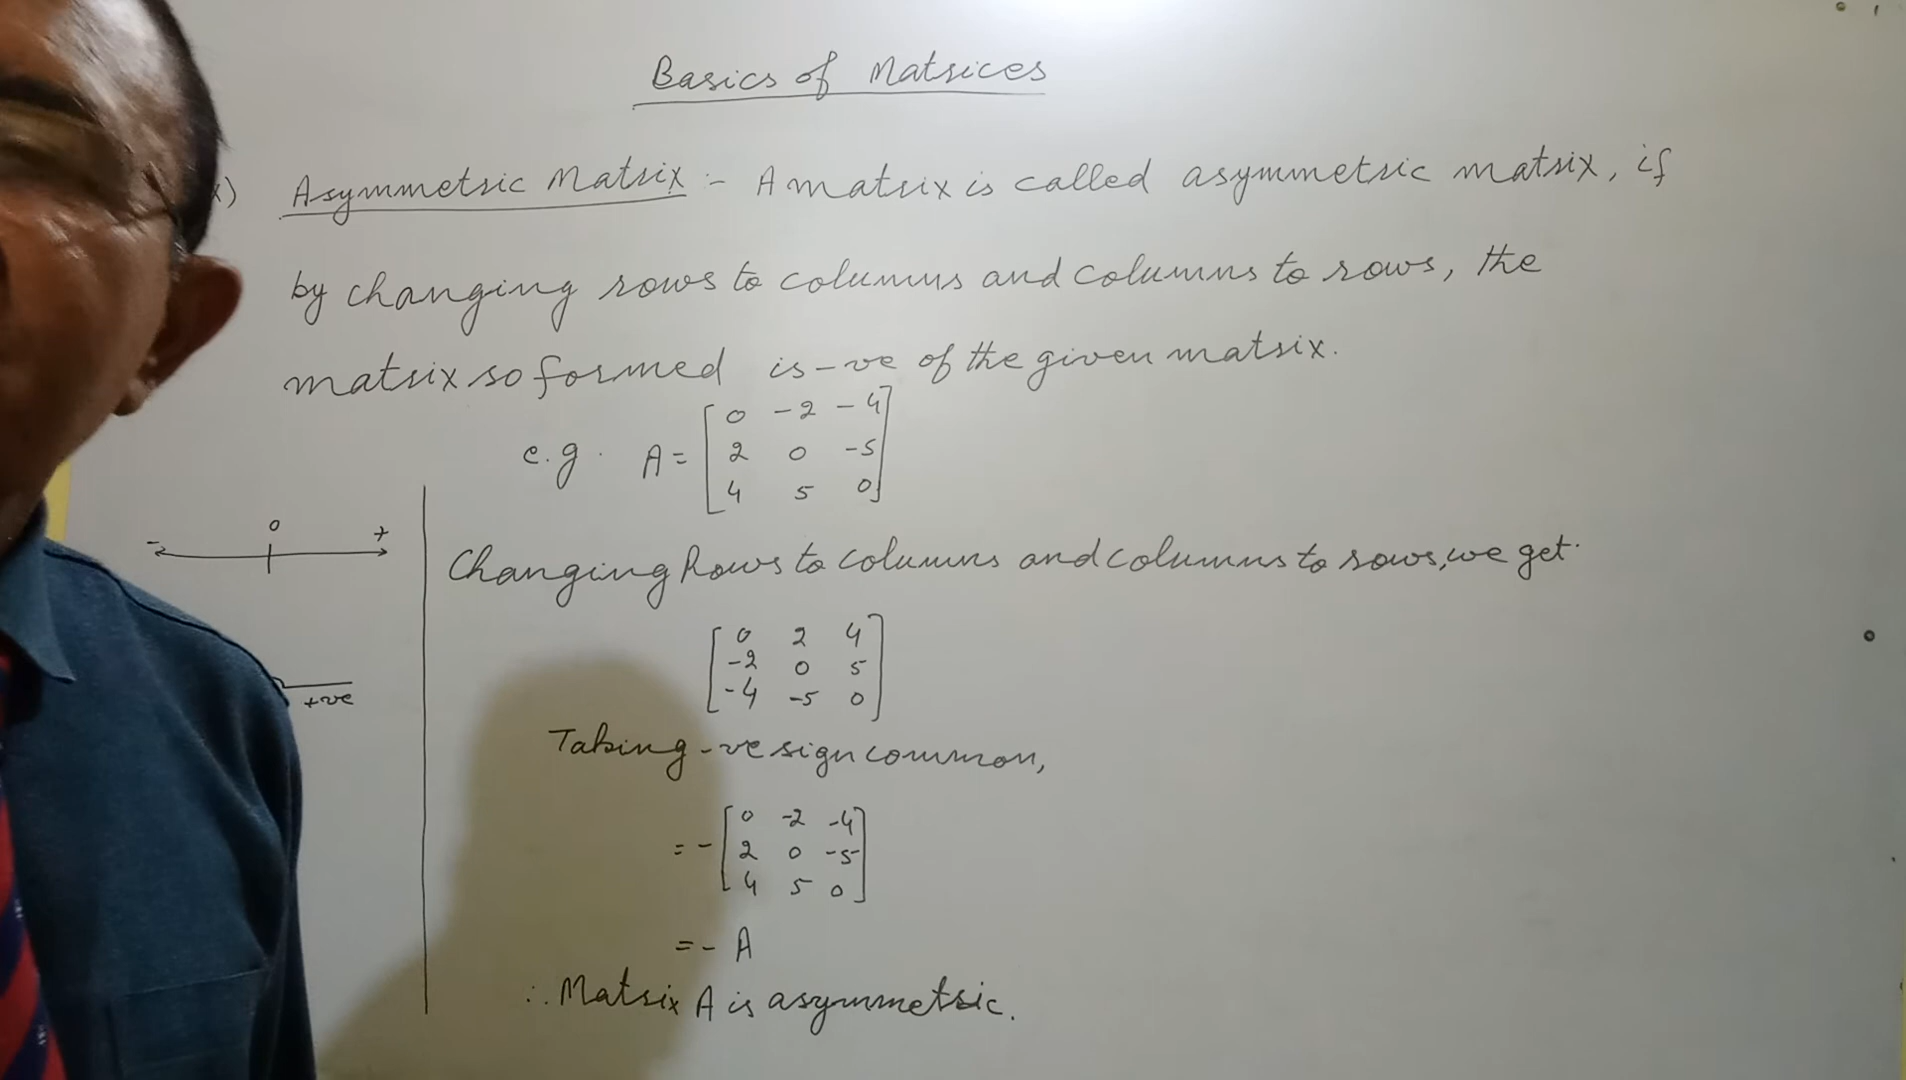 Basics of Matrices
x) Asymmetric Matrix :- A matrix is called asymmetric matrix, if
by changing rows to columns and columns to rows, the
matrix so formed is -ve of the given matrix.
e.g. A = [0 -2 -4
2 0 -5
4 5 0]
- 0 +
Changing Rows to columns and columns to rows, we get.
[0 2 4
-2 0 5
-4 -5 0]
+ve
Taking -ve sign common,
= - [0 -2 -4
2 0 -5
4 5 0]
= - A
∴ Matrix A is asymmetric.